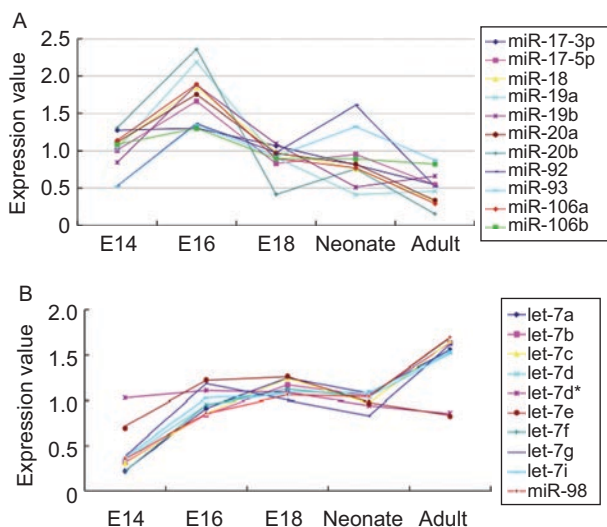 A
Expression value
2.5
2.0
1.5
1.0
0.5
0
E14 E16 E18 Neonate Adult
miR-17-3p
miR-17-5p
miR-18
miR-19a
miR-19b
miR-20a
miR-20b
miR-92
miR-93
miR-106a
miR-106b
B
Expression value
2.0
1.5
1.0
0.5
0.0
E14 E16 E18 Neonate Adult
let-7a
let-7b
let-7c
let-7d
let-7d*
let-7e
let-7f
let-7g
let-7i
miR-98